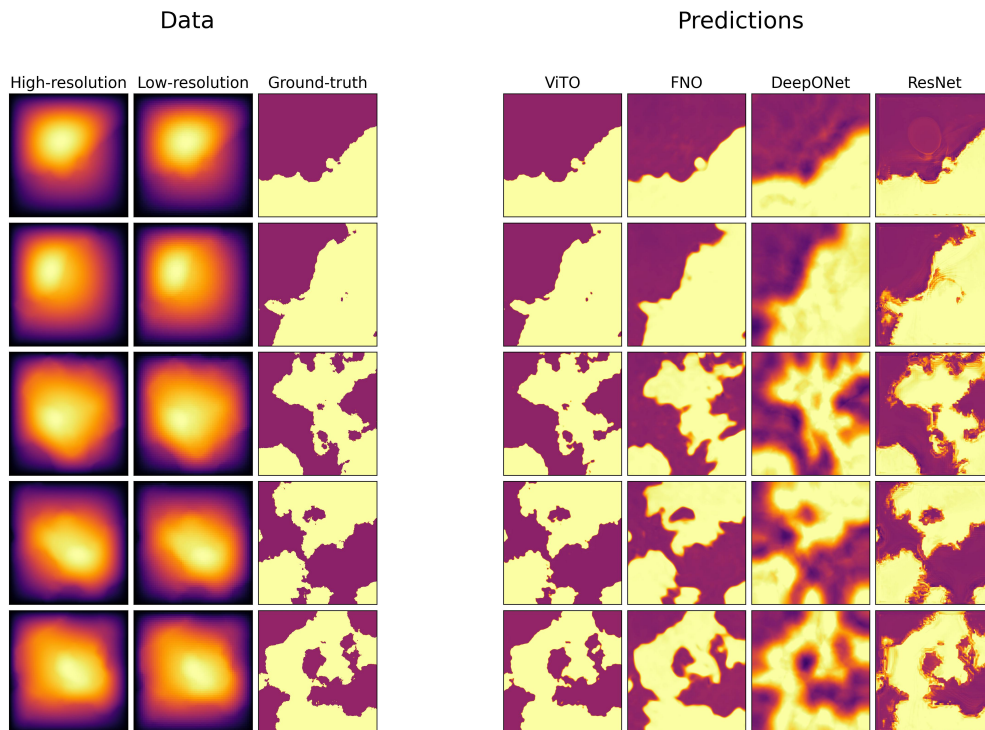 Data
Predictions
High-resolution Low-resolution Ground-truth
ViTO FNO DeepONet ResNet